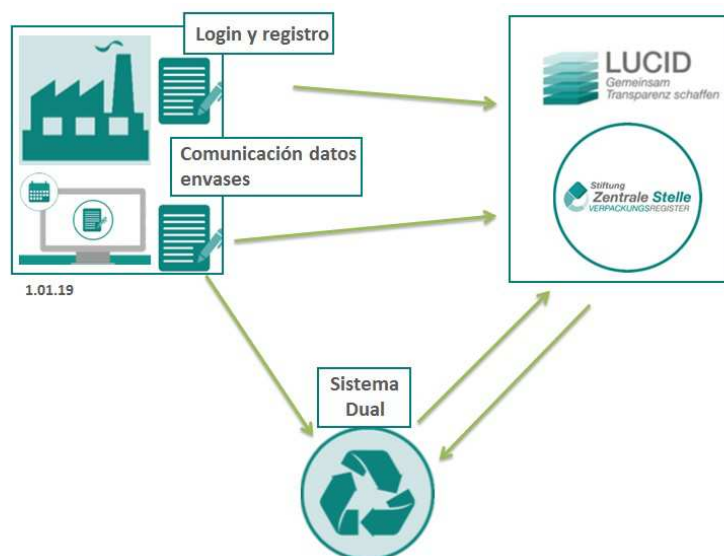 Login y registro
LUCID
Gemeinsam
Transparenz schaffen
Comunicación datos
envases
Stiftung
Zentrale Stelle
VERPACKUNGSREGISTER
1.01.19
Sistema
Dual